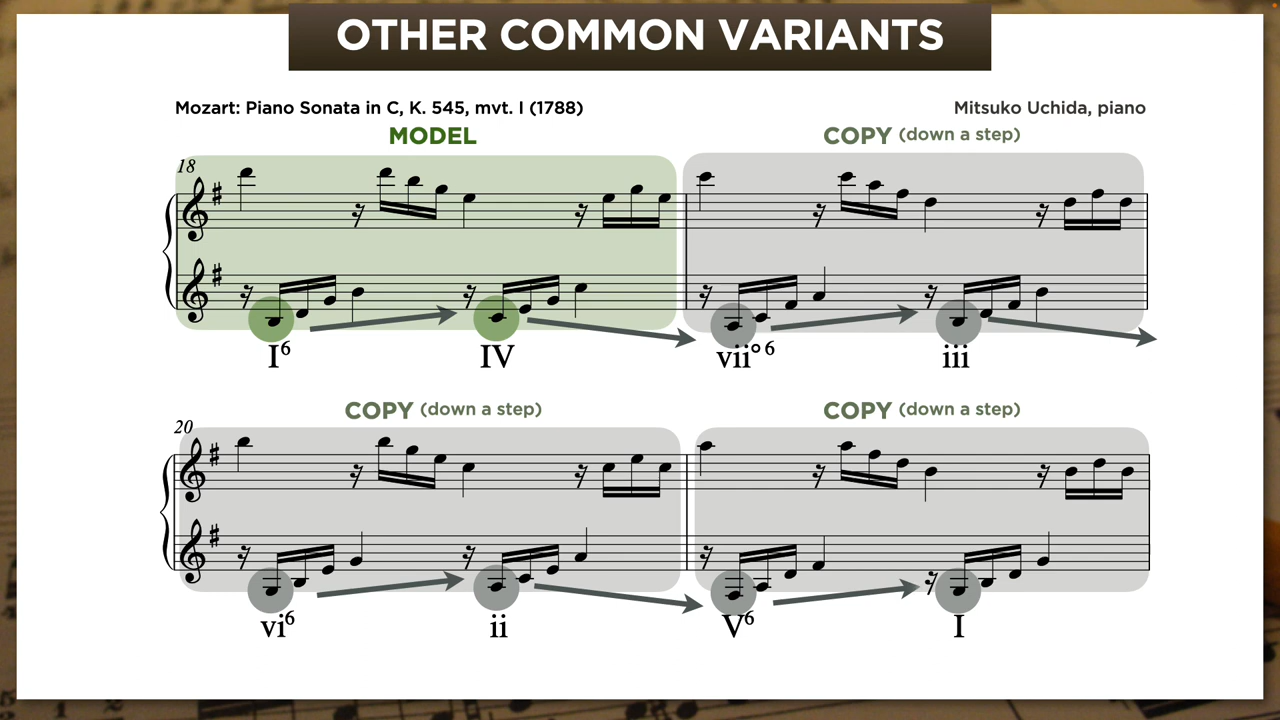 OTHER COMMON VARIANTS
Mozart: Piano Sonata in C, K. 545, mvt. I (1788)
Mitsuko Uchida, piano
MODEL
COPY (down a step)
18
I6
IV
vii°6
iii
COPY (down a step)
COPY (down a step)
20
vi6
ii
V6
I